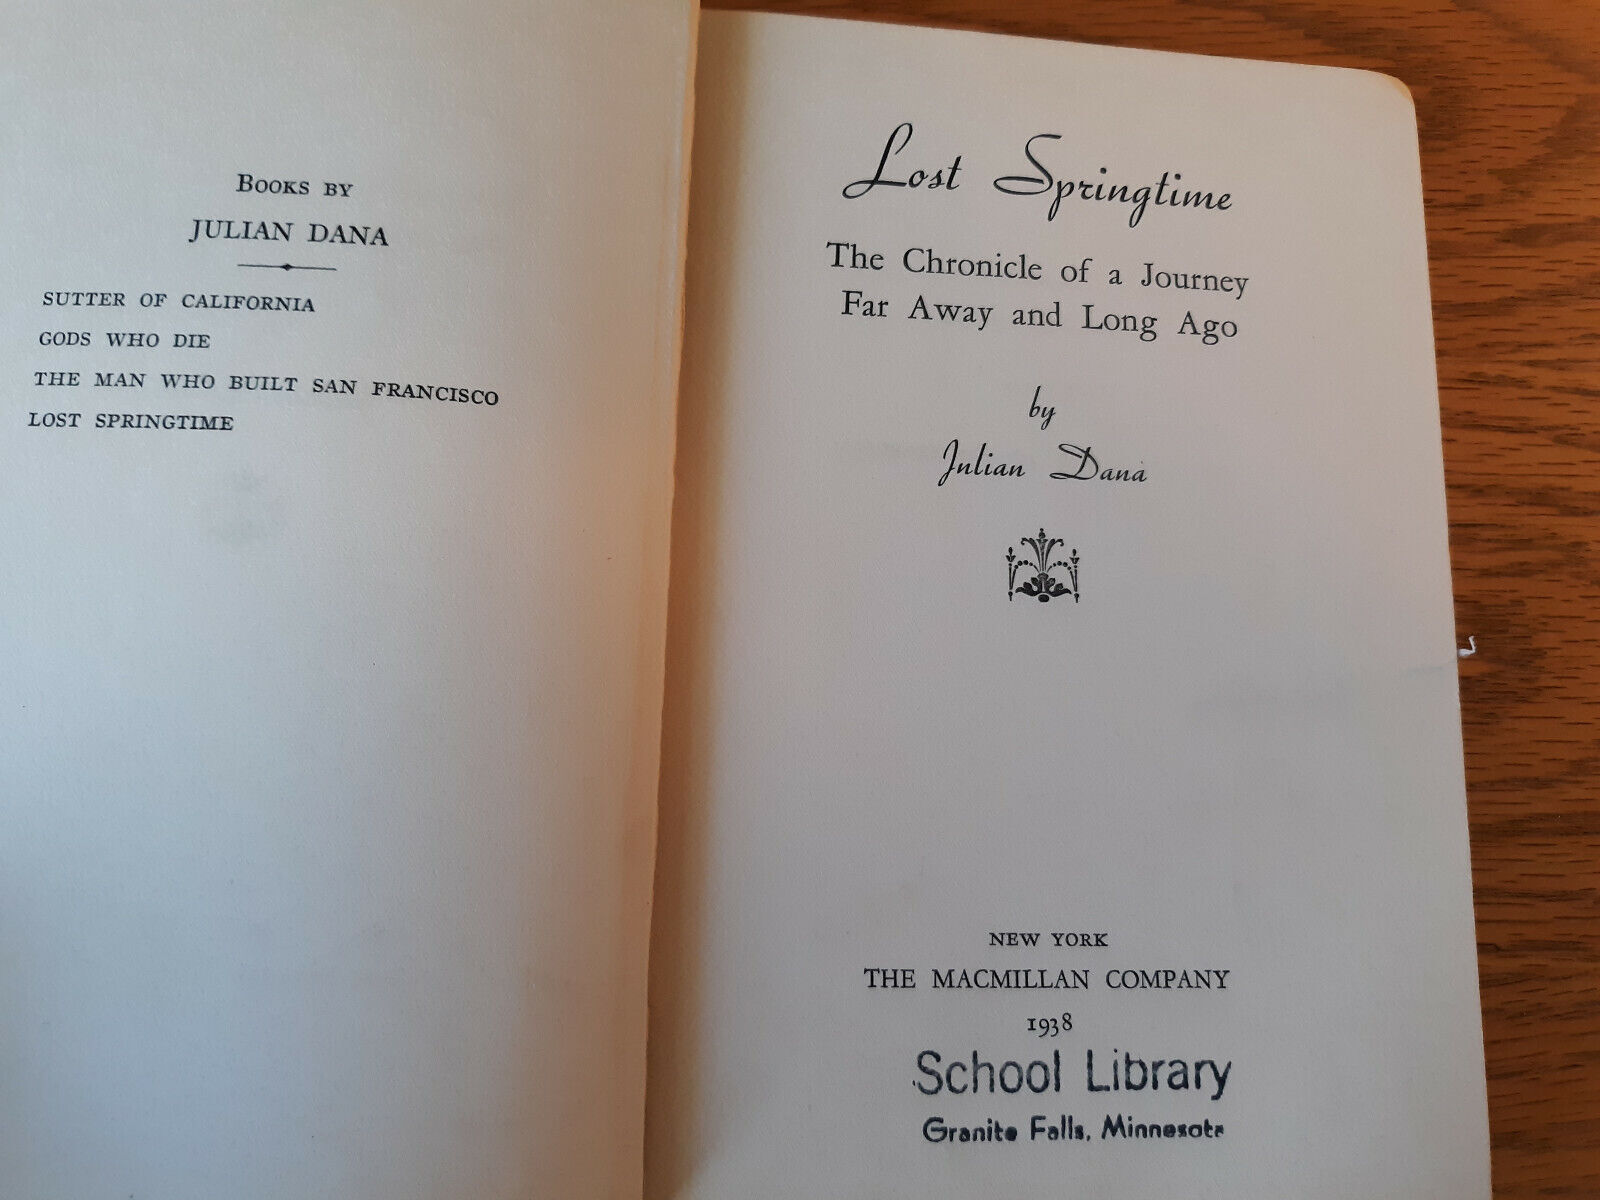 BOOKS BY
JULIAN DANA
SUTTER OF CALIFORNIA
GODS WHO DIE
THE MAN WHO BUILT SAN FRANCISCO
LOST SPRINGTIME
Lost Springtime
The Chronicle of a Journey
Far Away and Long Ago
by
Julian Dana
NEW YORK
THE MACMILLAN COMPANY
1938
School Library
Granite Falls, Minnesota